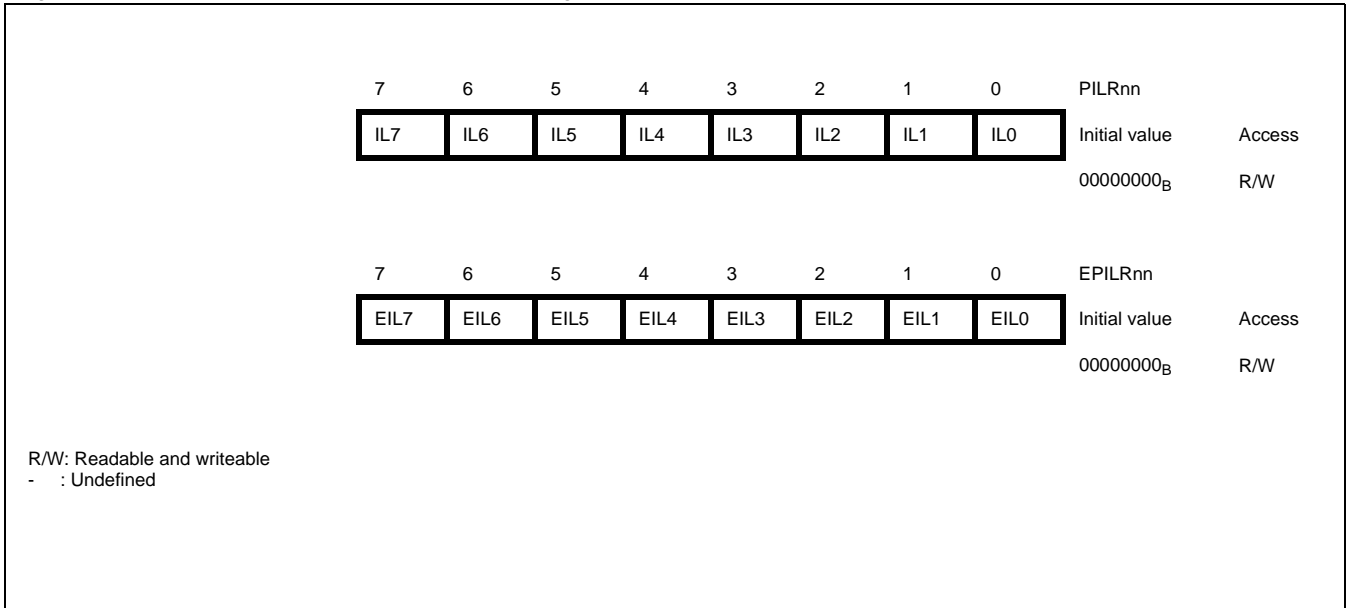 7 6 5 4 3 2 1 0 PILRnn
IL7 IL6 IL5 IL4 IL3 IL2 IL1 IL0 Initial value Access
00000000B R/W
7 6 5 4 3 2 1 0 EPILRnn
EIL7 EIL6 EIL5 EIL4 EIL3 EIL2 EIL1 EIL0 Initial value Access
00000000B R/W
R/W: Readable and writeable
- : Undefined